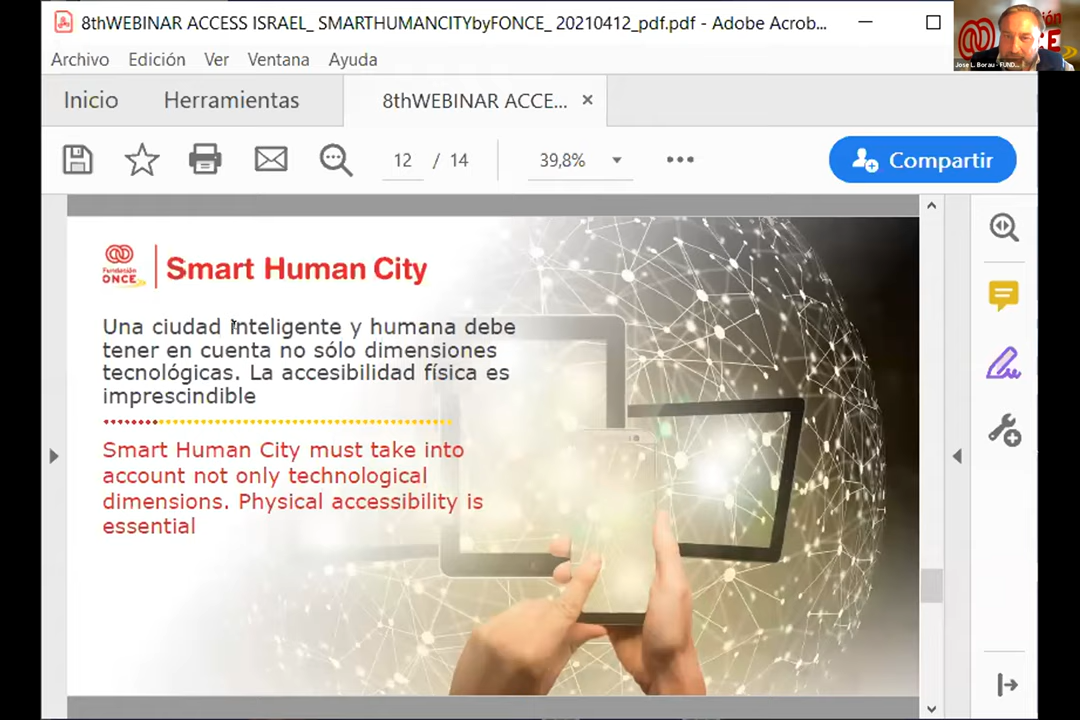 8thWEBINAR ACCESS ISRAEL_ SMARTHUMANCITYbyFONCE_ 20210412_pdf.pdf - Adobe Acrob...
Archivo Edición Ver Ventana Ayuda
Inicio Herramientas 8thWEBINAR ACCE...
12 / 14 39,8% Compartir
Jose L. Borau - FUND...
Fundación
ONCE
Smart Human City
Una ciudad inteligente y humana debe
tener en cuenta no sólo dimensiones
tecnológicas. La accesibilidad física es
imprescindible
Smart Human City must take into
account not only technological
dimensions. Physical accessibility is
essential